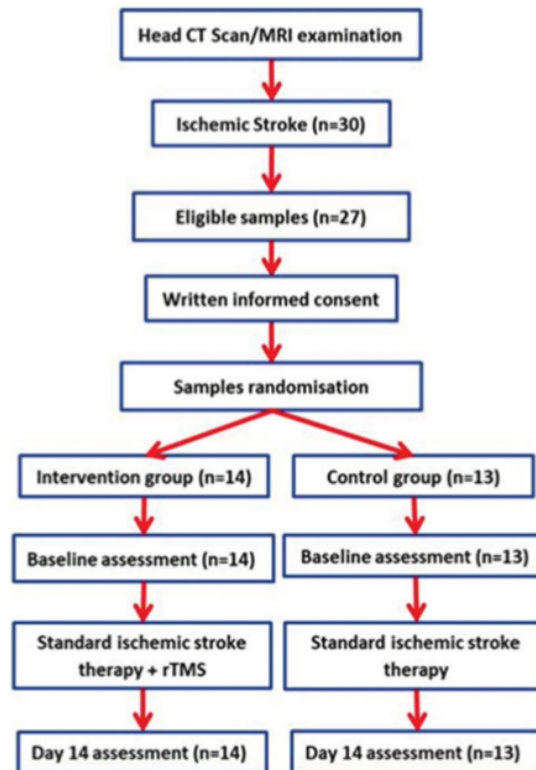 Head CT Scan/MRI examination
Ischemic Stroke (n=30)
Eligible samples (n=27)
Written informed consent
Samples randomisation
Intervention group (n=14)
Control group (n=13)
Baseline assessment (n=14)
Baseline assessment (n=13)
Standard ischemic stroke
therapy + rTMS
Standard ischemic stroke
therapy
Day 14 assessment (n=14)
Day 14 assessment (n=13)